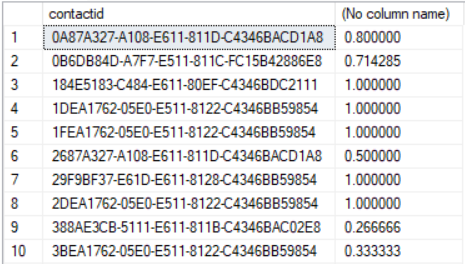 contactid (No column name)
1 0A87A327-A108-E611-811D-C4346BACD1A8 0.800000
2 0B6DB84D-A7F7-E511-811C-FC15B42886E8 0.714285
3 184E5183-C484-E611-80EF-C4346BDC2111 1.000000
4 1DEA1762-05E0-E511-8122-C4346BB59854 1.000000
5 1FEA1762-05E0-E511-8122-C4346BB59854 1.000000
6 2687A327-A108-E611-811D-C4346BACD1A8 0.500000
7 29F9BF37-E61D-E611-8128-C4346BB59854 1.000000
8 2DEA1762-05E0-E511-8122-C4346BB59854 1.000000
9 388AE3CB-5111-E611-811B-C4346BAC02E8 0.266666
10 3BEA1762-05E0-E511-8122-C4346BB59854 0.333333